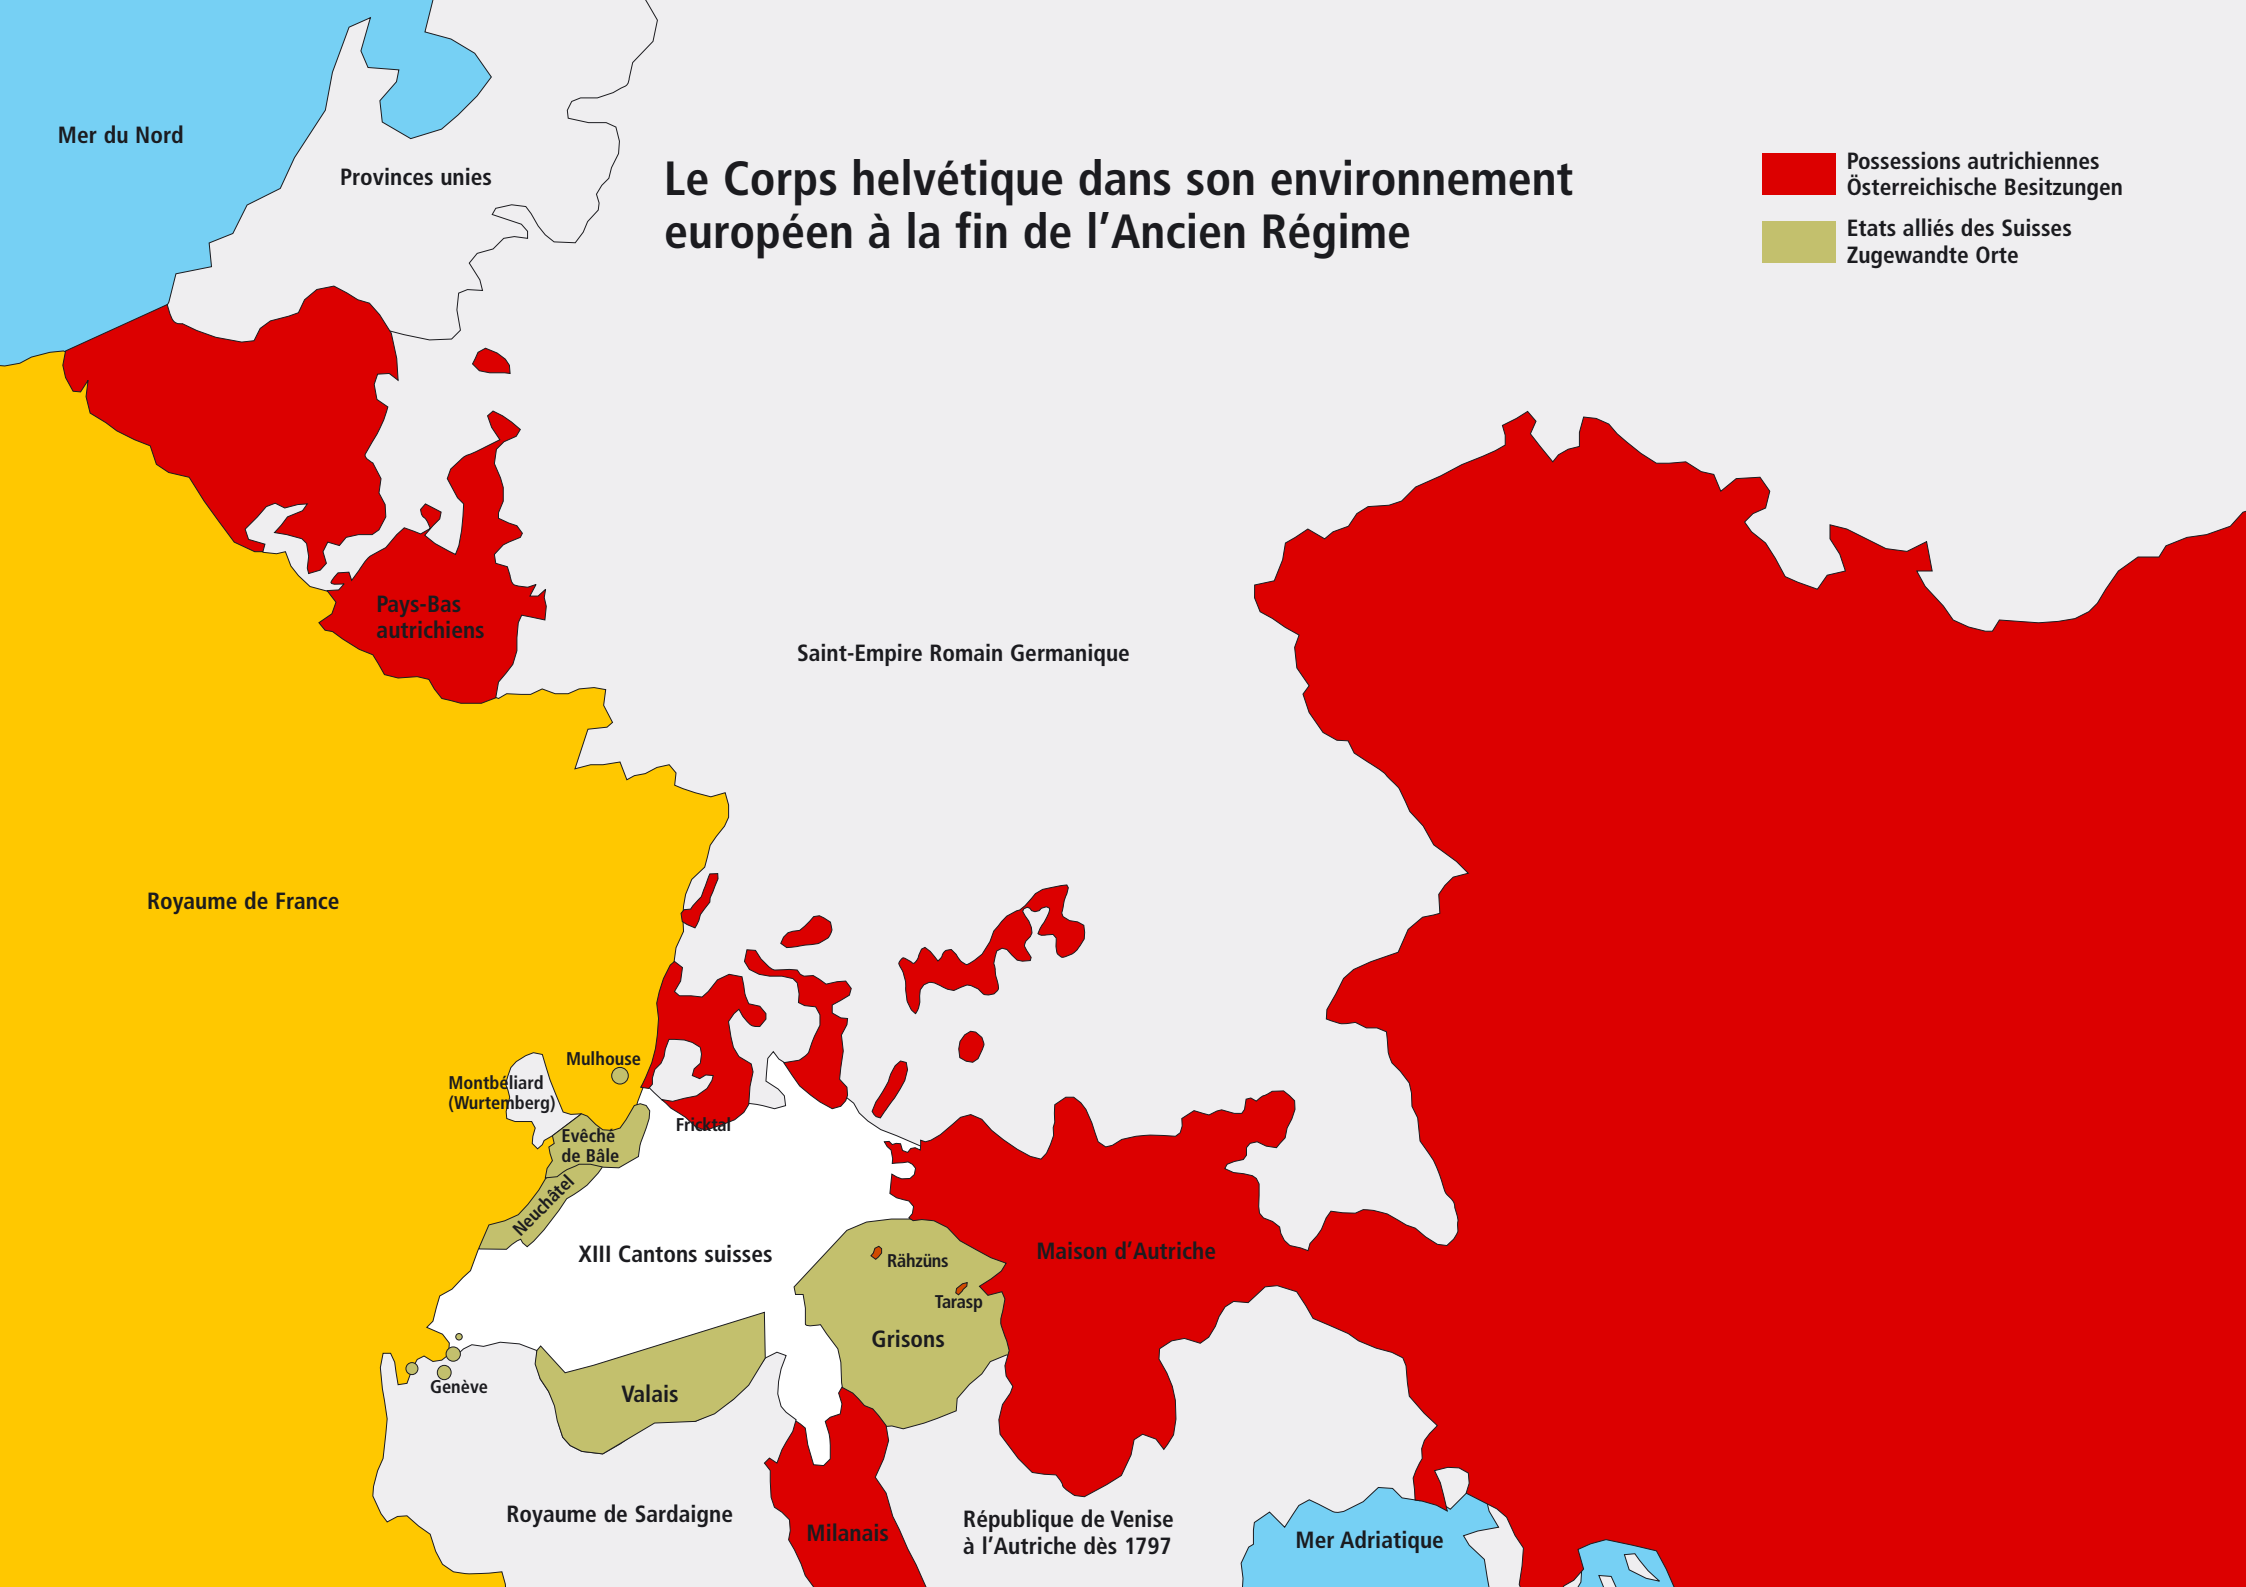 Le Corps helvétique dans son environnement
européen à la fin de l’Ancien Régime
Possessions autrichiennes
Österreichische Besitzungen
Etats alliés des Suisses
Zugewandte Orte
Mer du Nord
Provinces unies
Pays-Bas
autrichiens
Saint-Empire Romain Germanique
Royaume de France
Mulhouse
Montbéliard
(Wurtemberg)
Fricktal
Evêché
de Bâle
Neuchâtel
XIII Cantons suisses
Rähzüns
Tarasp
Grisons
Maison d’Autriche
Genève
Valais
Royaume de Sardaigne
Milanais
République de Venise
à l’Autriche dès 1797
Mer Adriatique